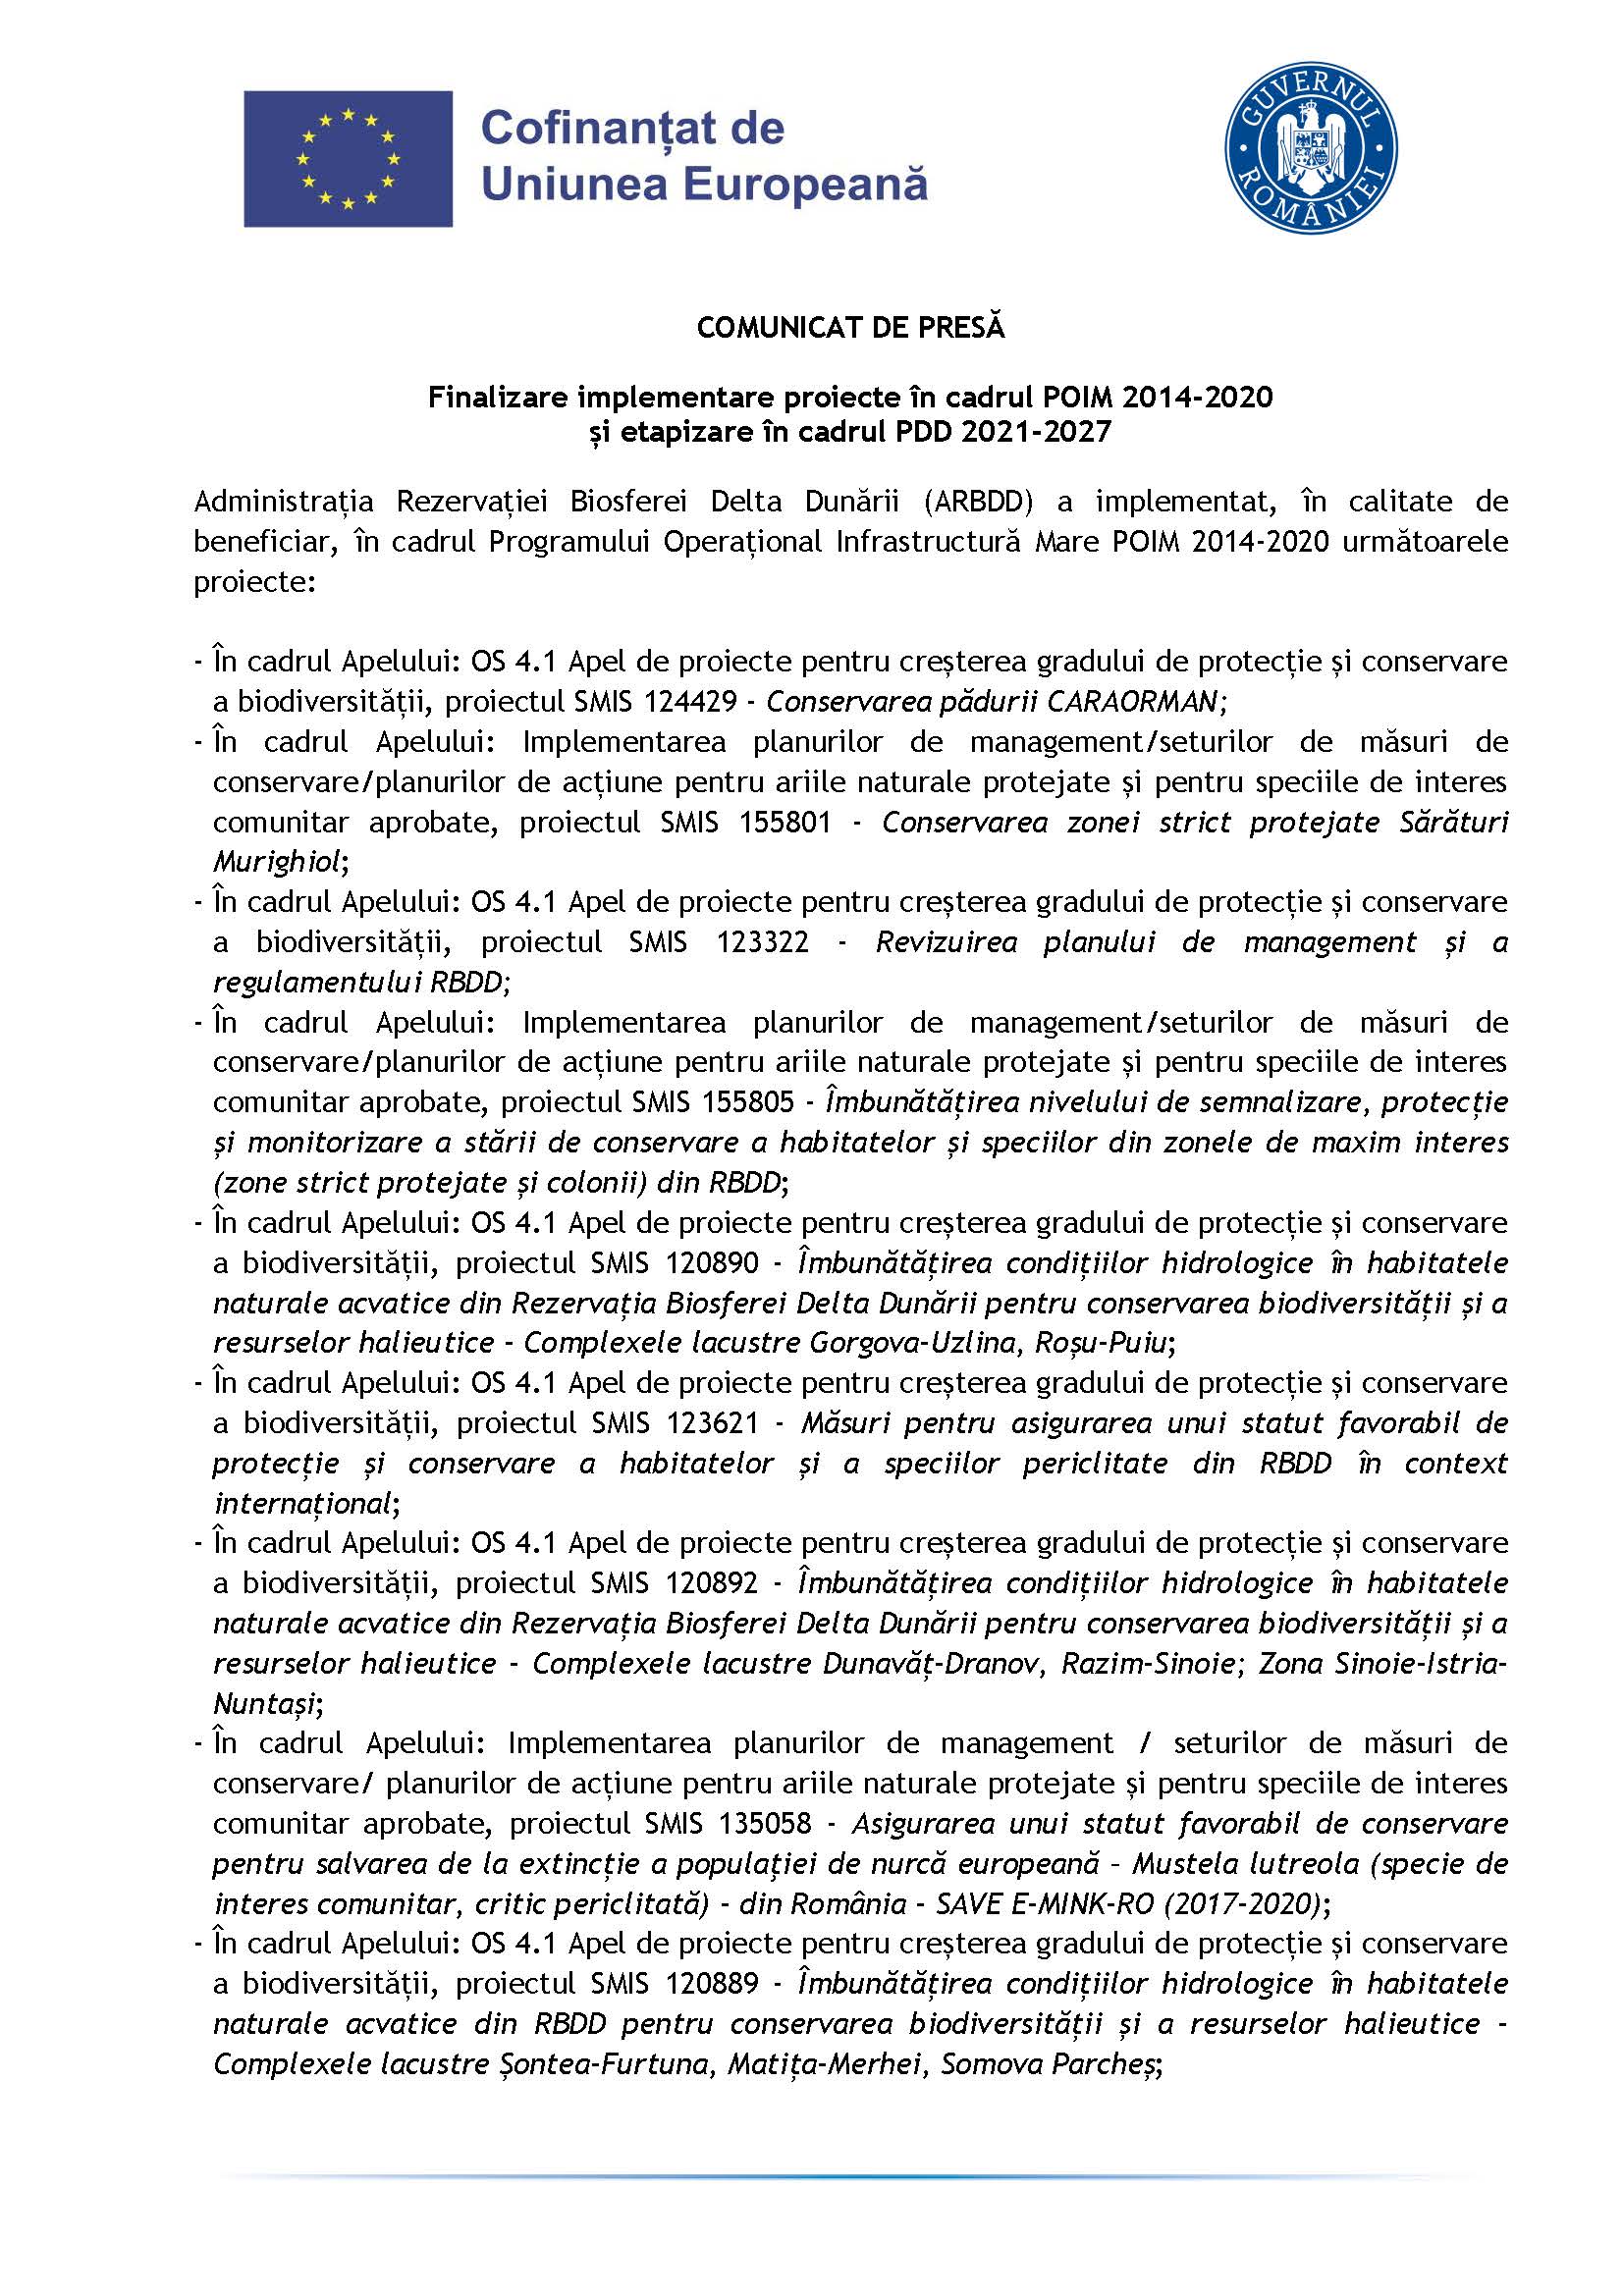 Cofinanțat de
Uniunea Europeană
GUVERNUL
ROMÂNIEI
COMUNICAT DE PRESĂ
Finalizare implementare proiecte în cadrul POIM 2014-2020
și etapizare în cadrul PDD 2021-2027
Administrația Rezervației Biosferei Delta Dunării (ARBDD) a implementat, în calitate de
beneficiar, în cadrul Programului Operațional Infrastructură Mare POIM 2014-2020 următoarele
proiecte:
- În cadrul Apelului: OS 4.1 Apel de proiecte pentru creșterea gradului de protecție și conservare
a biodiversității, proiectul SMIS 124429 - Conservarea pădurii CARAORMAN;
- În cadrul Apelului: Implementarea planurilor de management/seturilor de măsuri de
conservare/planurilor de acțiune pentru ariile naturale protejate și pentru speciile de interes
comunitar aprobate, proiectul SMIS 155801 - Conservarea zonei strict protejate Sărături
Murighiol;
- În cadrul Apelului: OS 4.1 Apel de proiecte pentru creșterea gradului de protecție și conservare
a biodiversității, proiectul SMIS 123322 - Revizuirea planului de management și a
regulamentului RBDD;
- În cadrul Apelului: Implementarea planurilor de management/seturilor de măsuri de
conservare/planurilor de acțiune pentru ariile naturale protejate și pentru speciile de interes
comunitar aprobate, proiectul SMIS 155805 - Îmbunătățirea nivelului de semnalizare, protecție
și monitorizare a stării de conservare a habitatelor și speciilor din zonele de maxim interes
(zone strict protejate și colonii) din RBDD;
- În cadrul Apelului: OS 4.1 Apel de proiecte pentru creșterea gradului de protecție și conservare
a biodiversității, proiectul SMIS 120890 - Îmbunătățirea condițiilor hidrologice în habitatele
naturale acvatice din Rezervația Biosferei Delta Dunării pentru conservarea biodiversității și a
resurselor halieutice - Complexele lacustre Gorgova-Uzlina, Roșu-Puiu;
- În cadrul Apelului: OS 4.1 Apel de proiecte pentru creșterea gradului de protecție și conservare
a biodiversității, proiectul SMIS 123621 - Măsuri pentru asigurarea unui statut favorabil de
protecție și conservare a habitatelor și a speciilor periclitate din RBDD în context
internațional;
- În cadrul Apelului: OS 4.1 Apel de proiecte pentru creșterea gradului de protecție și conservare
a biodiversității, proiectul SMIS 120892 - Îmbunătățirea condițiilor hidrologice în habitatele
naturale acvatice din Rezervația Biosferei Delta Dunării pentru conservarea biodiversității și a
resurselor halieutice - Complexele lacustre Dunavăț-Dranov, Razim-Sinoie; Zona Sinoie-Istria-
Nuntași;
- În cadrul Apelului: Implementarea planurilor de management / seturilor de măsuri de
conservare/ planurilor de acțiune pentru ariile naturale protejate și pentru speciile de interes
comunitar aprobate, proiectul SMIS 135058 - Asigurarea unui statut favorabil de conservare
pentru salvarea de la extincție a populației de nurcă europeană – Mustela lutreola (specie de
interes comunitar, critic periclitată) - din România - SAVE E-MINK-RO (2017-2020);
- În cadrul Apelului: OS 4.1 Apel de proiecte pentru creșterea gradului de protecție și conservare
a biodiversității, proiectul SMIS 120889 - Îmbunătățirea condițiilor hidrologice în habitatele
naturale acvatice din RBDD pentru conservarea biodiversității și a resurselor halieutice -
Complexele lacustre Șontea-Furtuna, Matița-Merhei, Somova Parcheș;